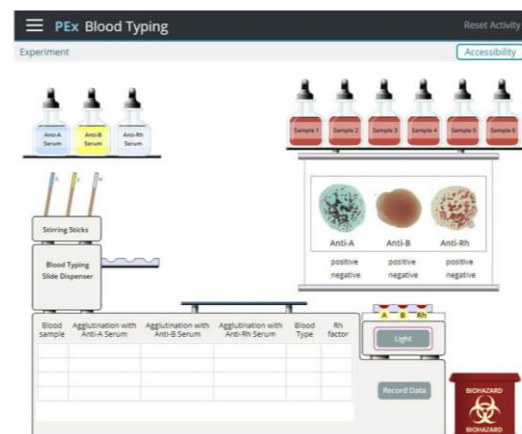 PEx Blood Typing
Reset Activity
Experiment
Accessibility
Anti-A Serum
Anti-B Serum
Anti-Rh Serum
Sample 1
Sample 2
Sample 3
Sample 4
Sample 5
Sample 6
Stirring Sticks
Blood Typing
Slide Dispenser
Anti-A Anti-B Anti-Rh
positive positive positive
negative negative negative
A B Rh
Light
Blood sample
Agglutination with Anti-A Serum
Agglutination with Anti-B Serum
Agglutination with Anti-Rh Serum
Blood Type
Rh factor
Record Data
BIOHAZARD
BIOHAZARD